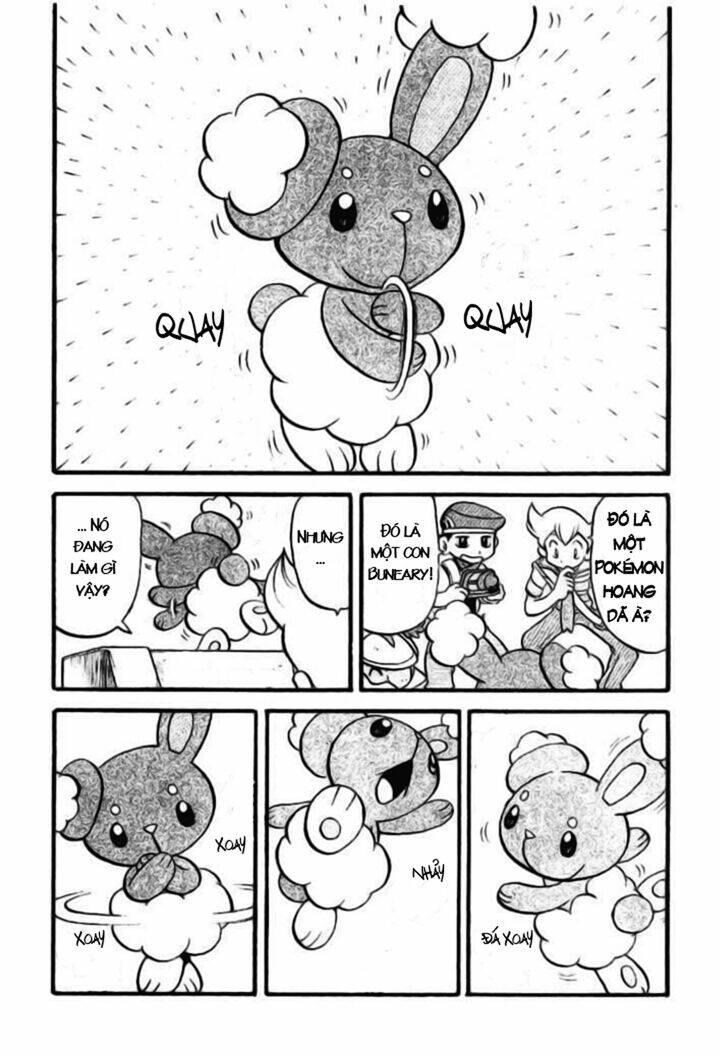 QUAY
QUAY
ĐÓ LÀ
MỘT
POKÉMON
HOANG
DÃ À?
ĐÓ LÀ
MỘT CON
BUNEARY!
NHƯNG
...
... NÓ
ĐANG
LÀM GÌ
VẬY?
XOAY
XOAY
NHẢY
ĐÁ XOAY